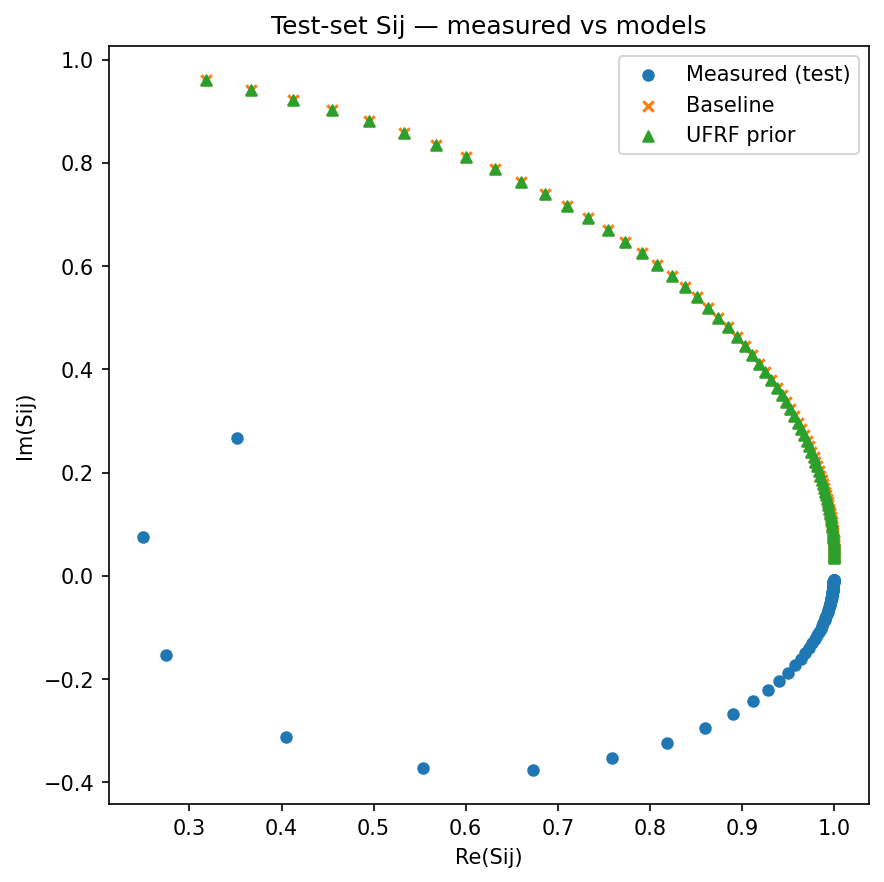 Test-set Sij — measured vs models
Measured (test)
Baseline
UFRF prior
Im(Sij)
1.0
0.8
0.6
0.4
0.2
0.0
−0.2
−0.4
0.3 0.4 0.5 0.6 0.7 0.8 0.9 1.0
Re(Sij)